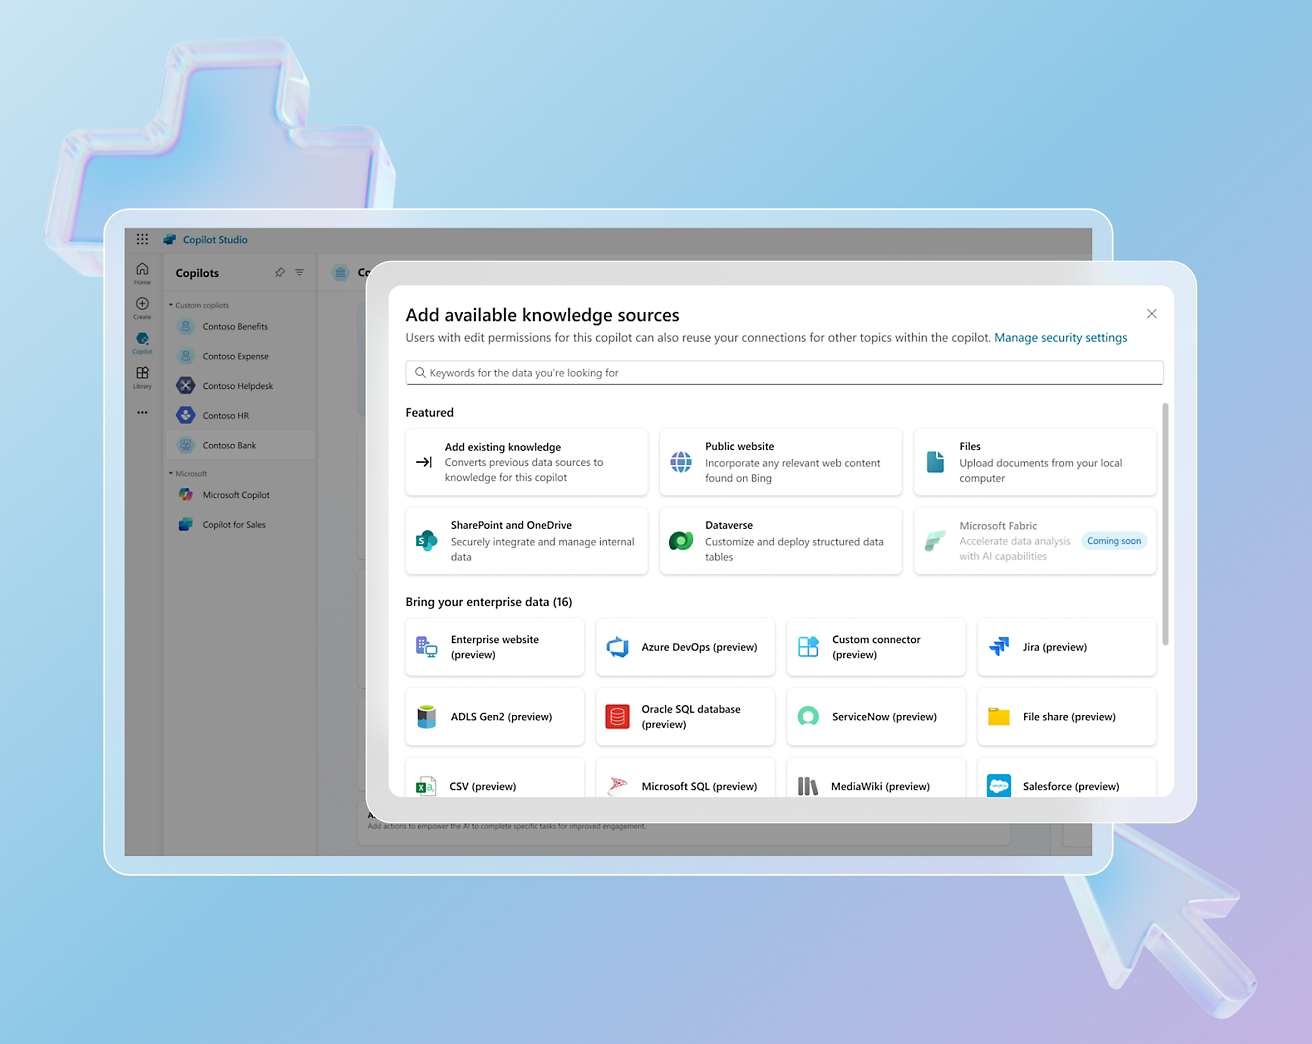 Copilot Studio
Home
Create
Copilot
Library
Copilots
Custom copilots
Contoso Benefits
Contoso Expense
Contoso Helpdesk
Contoso HR
Contoso Bank
Microsoft
Microsoft Copilot
Copilot for Sales
Co
Add available knowledge sources
Users with edit permissions for this copilot can also reuse your connections for other topics within the copilot. Manage security settings
Keywords for the data you're looking for
Featured
Add existing knowledge
Converts previous data sources to
knowledge for this copilot
Public website
Incorporate any relevant web content
found on Bing
Files
Upload documents from your local
computer
SharePoint and OneDrive
Securely integrate and manage internal
data
Dataverse
Customize and deploy structured data
tables
Microsoft Fabric
Accelerate data analysis
with AI capabilities
Coming soon
Bring your enterprise data (16)
Enterprise website
(preview)
Azure DevOps (preview)
Custom connector
(preview)
Jira (preview)
ADLS Gen2 (preview)
Oracle SQL database
(preview)
ServiceNow (preview)
File share (preview)
CSV (preview)
Microsoft SQL (preview)
MediaWiki (preview)
Salesforce (preview)
Add actions to empower the AI to complete specific tasks for improved engagement.